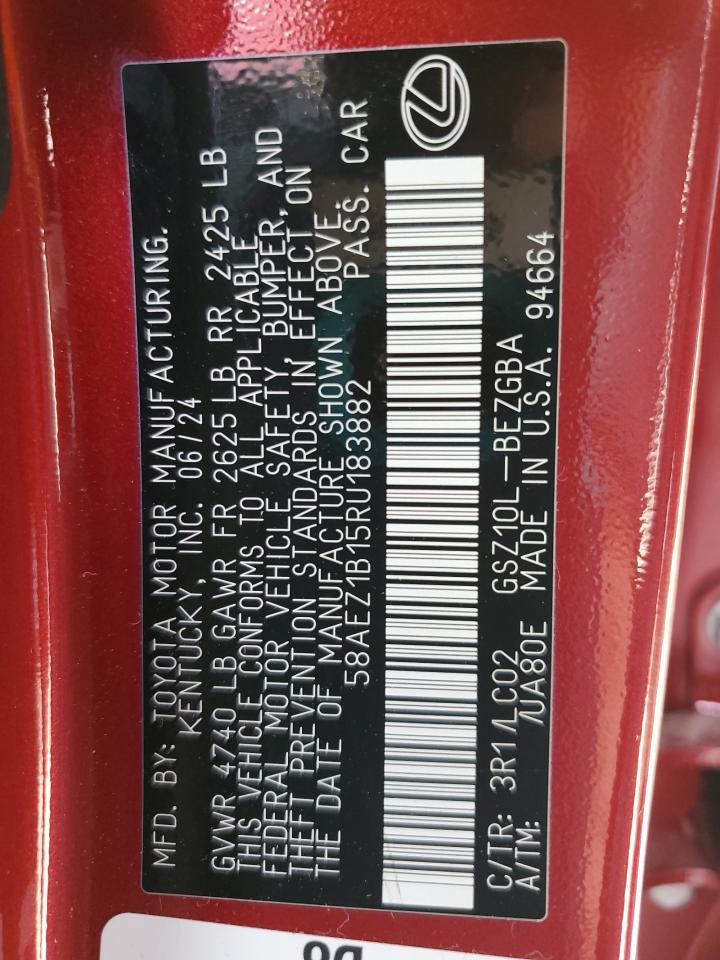 MFD. BY: TOYOTA MOTOR MANUFACTURING.
KENTUCKY, INC. 06/24
GVWR 4740 LB GAWR FR 2625 LB RR 2425 LB
THIS VEHICLE CONFORMS TO ALL APPLICABLE
FEDERAL MOTOR VEHICLE SAFETY, BUMPER, AND
THEFT PREVENTION STANDARDS IN EFFECT ON
THE DATE OF MANUFACTURE SHOWN ABOVE.
58AEZ1B15RU183882 PASS. CAR
C/TR: 3R1/LC02 GSZ10L-BEZGBA
A/TM: /UA80E MADE IN U.S.A. 94664